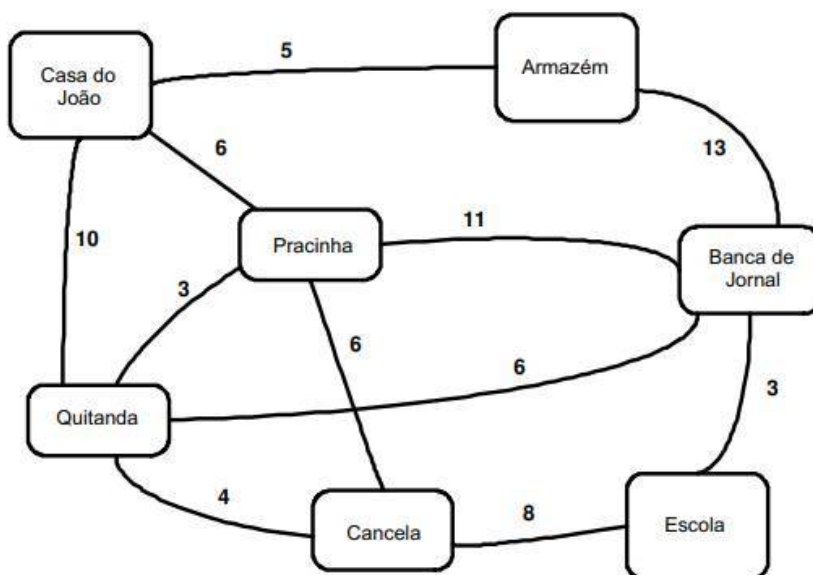 5
Casa do
João
Armazém
6
13
11
Pracinha
10
Banca de
Jornal
3
6
6
3
Quitanda
4
8
Escola
Cancela